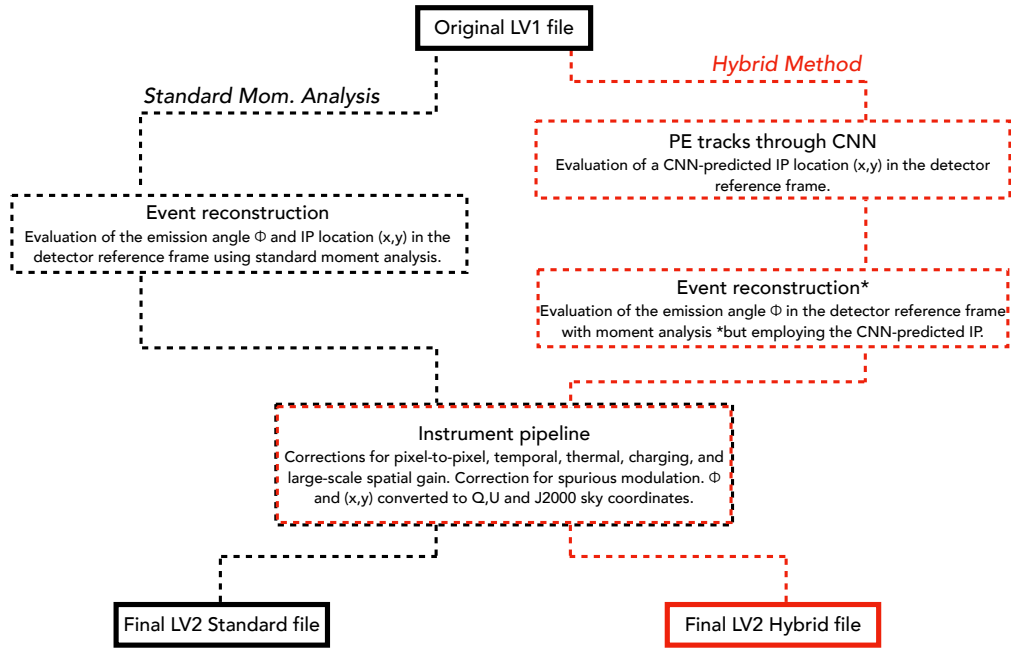 Original LV1 file
Hybrid Method
Standard Mom. Analysis
PE tracks through CNN
Evaluation of a CNN-predicted IP location (x,y) in the detector
reference frame.
Event reconstruction
Evaluation of the emission angle Φ and IP location (x,y) in the
detector reference frame using standard moment analysis.
Event reconstruction*
Evaluation of the emission angle Φ in the detector reference frame
with moment analysis *but employing the CNN-predicted IP.
Instrument pipeline
Corrections for pixel-to-pixel, temporal, thermal, charging, and
large-scale spatial gain. Correction for spurious modulation. Φ
and (x,y) converted to Q,U and J2000 sky coordinates.
Final LV2 Standard file
Final LV2 Hybrid file